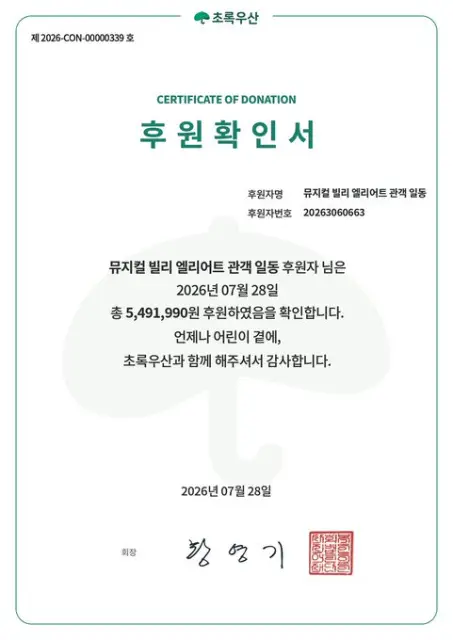 초록우산
제 2026-CON-00000339 호
CERTIFICATE OF DONATION
후원확인서
후원자명 뮤지컬 빌리 엘리어트 관객 일동
후원자번호 20263060663
뮤지컬 빌리 엘리어트 관객 일동 후원자 님은
2026년 07월 28일
총 5,491,990원 후원하였음을 확인합니다.
언제나 어린이 곁에,
초록우산과 함께 해주셔서 감사합니다.
2026년 07월 28일
회장 황영기